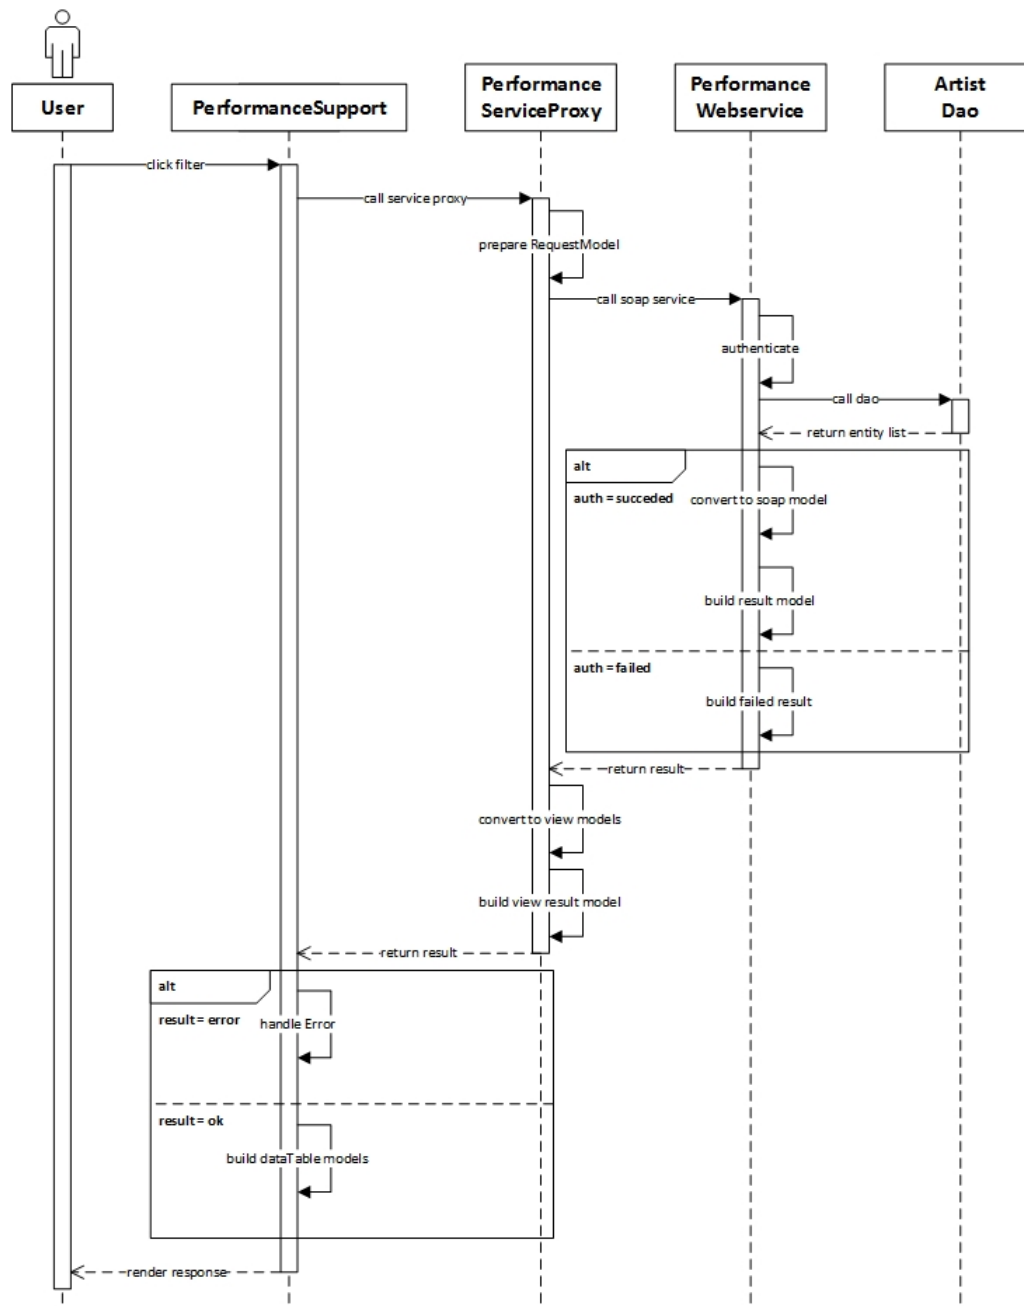 User
PerformanceSupport
Performance
ServiceProxy
Performance
Webservice
Artist
Dao
click filter
call service proxy
prepare RequestModel
call soap service
authenticate
call dao
return entity list
alt
auth = succeded
convert to soap model
build result model
auth = failed
build failed result
return result
convert to view models
build view result model
return result
alt
result = error
handle Error
result = ok
build dataTable models
render response